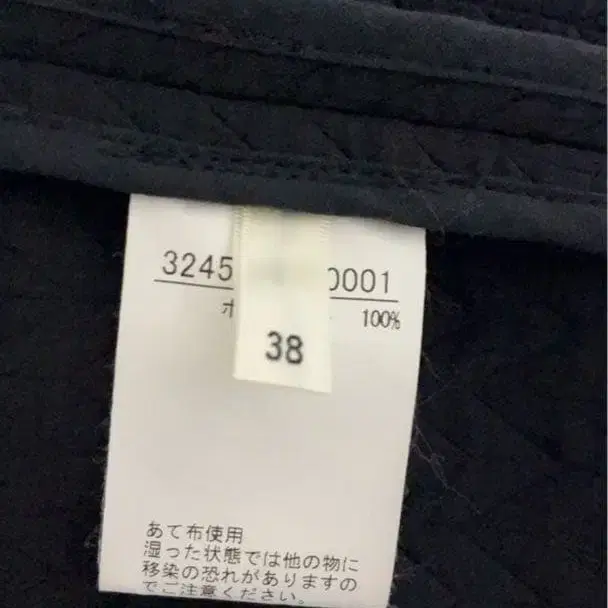 3245 0001
100%
38
あて布使用
湿った状態では他の物に
移染の恐れがありますの
でご注意ください。